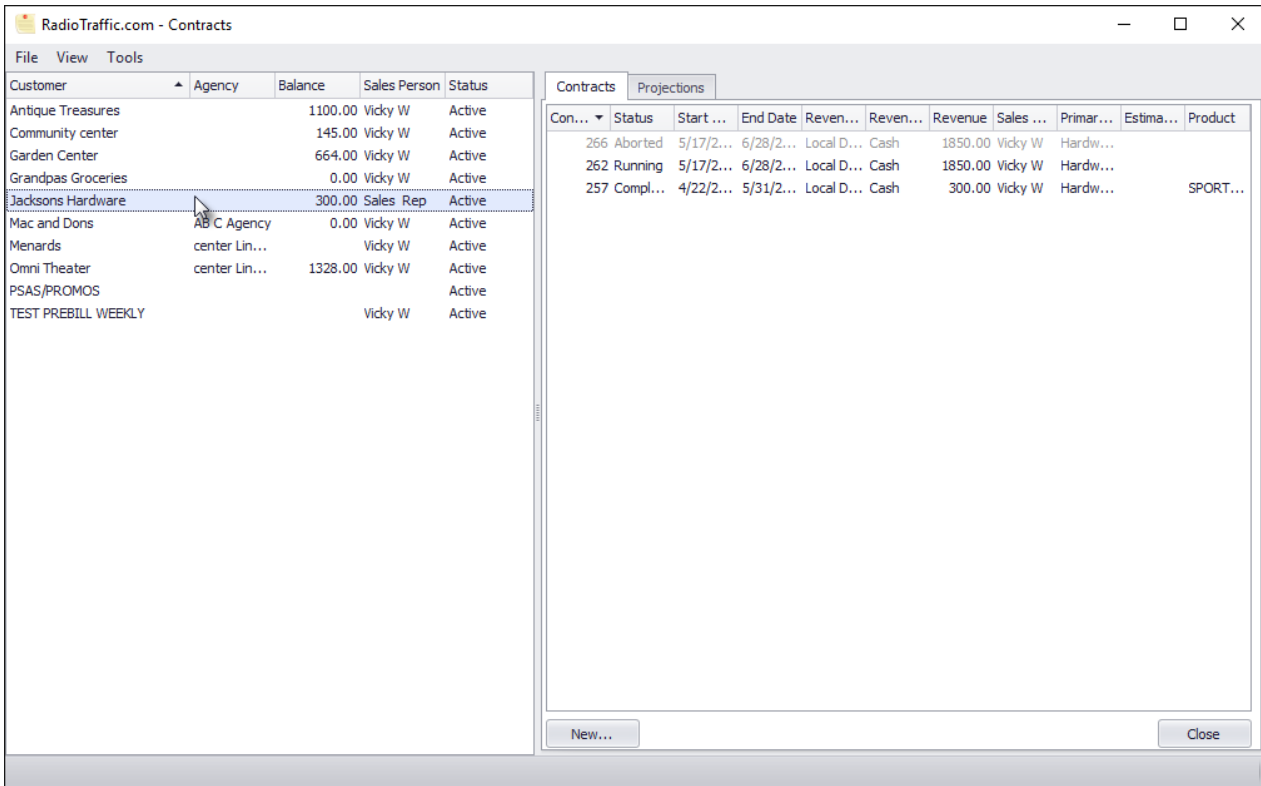 RadioTraffic.com - Contracts
File View Tools
Customer Agency Balance Sales Person Status
Antique Treasures 1100.00 Vicky W Active
Community center 145.00 Vicky W Active
Garden Center 664.00 Vicky W Active
Grandpas Groceries 0.00 Vicky W Active
Jacksons Hardware 300.00 Sales Rep Active
Mac and Dons AB C Agency 0.00 Vicky W Active
Menards center Lin... Vicky W Active
Omni Theater center Lin... 1328.00 Vicky W Active
PSAS/PROMOS Active
TEST PREBILL WEEKLY Vicky W Active
Contracts Projections
Con... Status Start ... End Date Reven... Reven... Revenue Sales ... Primar... Estima... Product
266 Aborted 5/17/2... 6/28/2... Local D... Cash 1850.00 Vicky W Hardw...
262 Running 5/17/2... 6/28/2... Local D... Cash 1850.00 Vicky W Hardw...
257 Compl... 4/22/2... 5/31/2... Local D... Cash 300.00 Vicky W Hardw... SPORT...
New... Close